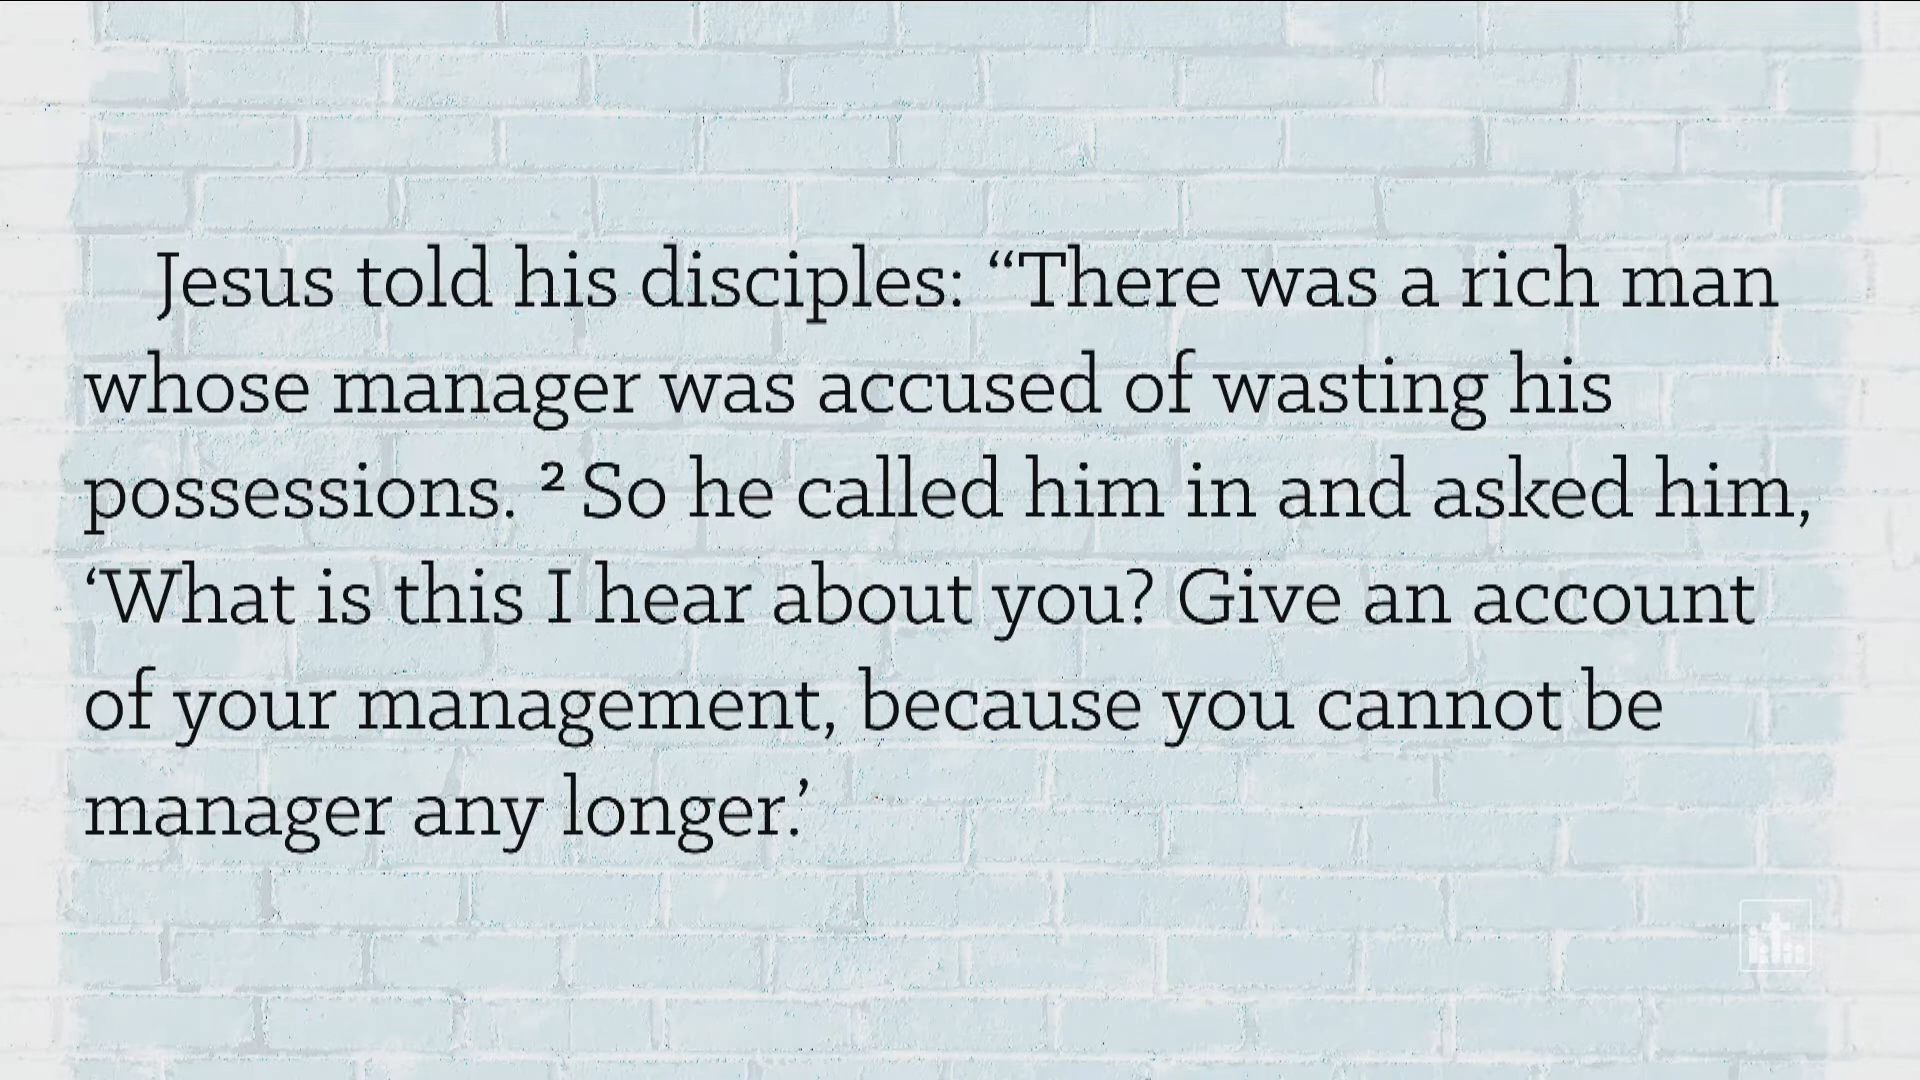 Jesus told his disciples: “There was a rich man
whose manager was accused of wasting his
possessions. ² So he called him in and asked him,
‘What is this I hear about you? Give an account
of your management, because you cannot be
manager any longer.’